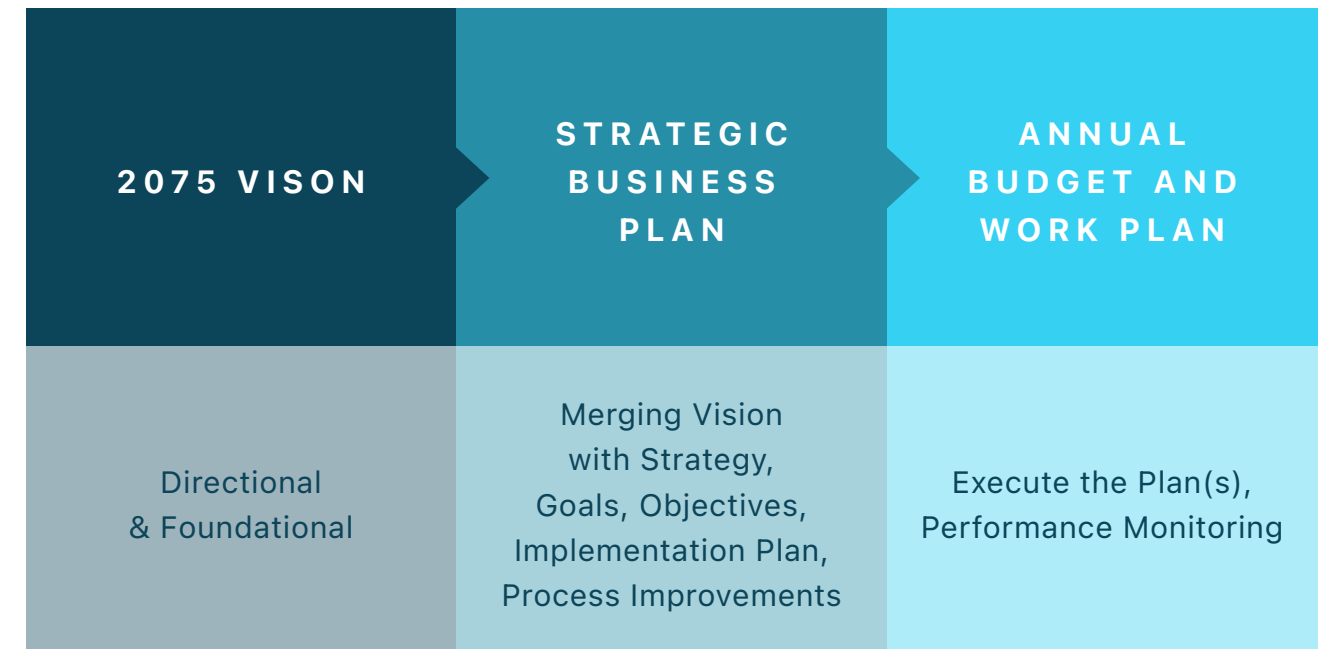 2075 VISON
STRATEGIC
BUSINESS
PLAN
ANNUAL
BUDGET AND
WORK PLAN
Directional
& Foundational
Merging Vision
with Strategy,
Goals, Objectives,
Implementation Plan,
Process Improvements
Execute the Plan(s),
Performance Monitoring